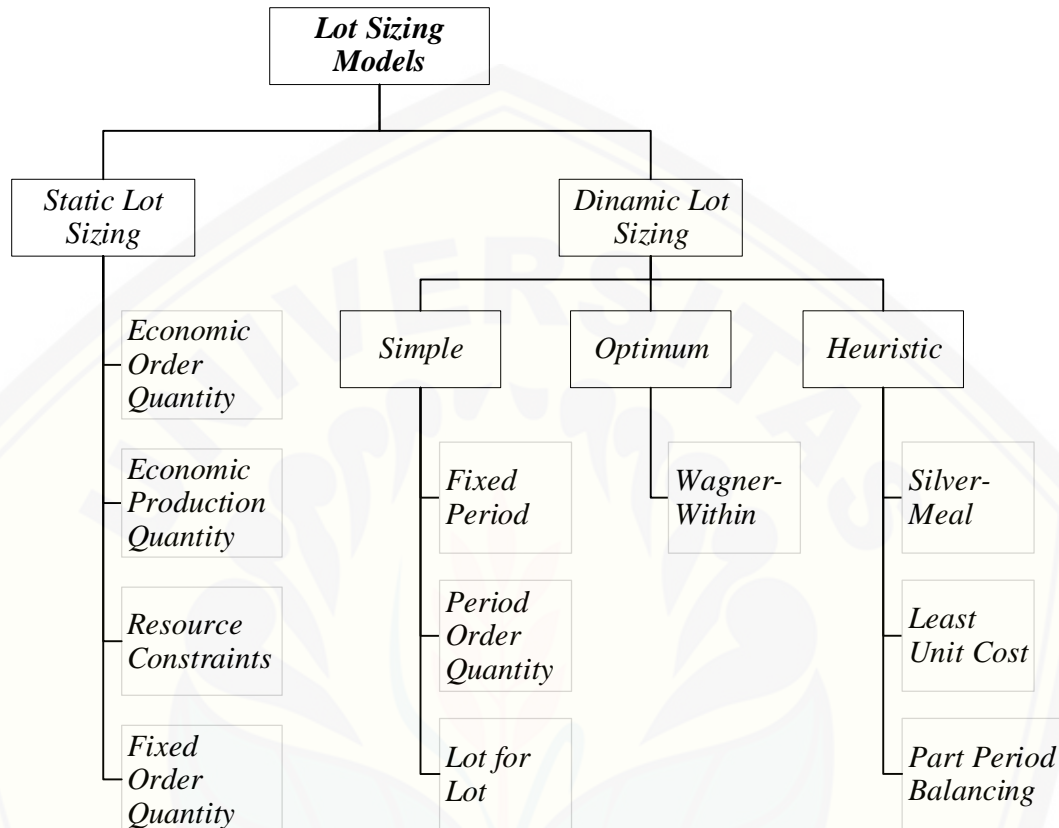 Lot Sizing
Models
Static Lot
Sizing
Dinamic Lot
Sizing
Economic
Order
Quantity
Economic
Production
Quantity
Resource
Constraints
Fixed
Order
Quantity
Simple
Optimum
Heuristic
Fixed
Period
Period
Order
Quantity
Lot for
Lot
Wagner-
Within
Silver-
Meal
Least
Unit Cost
Part Period
Balancing
UNIVERSITAS